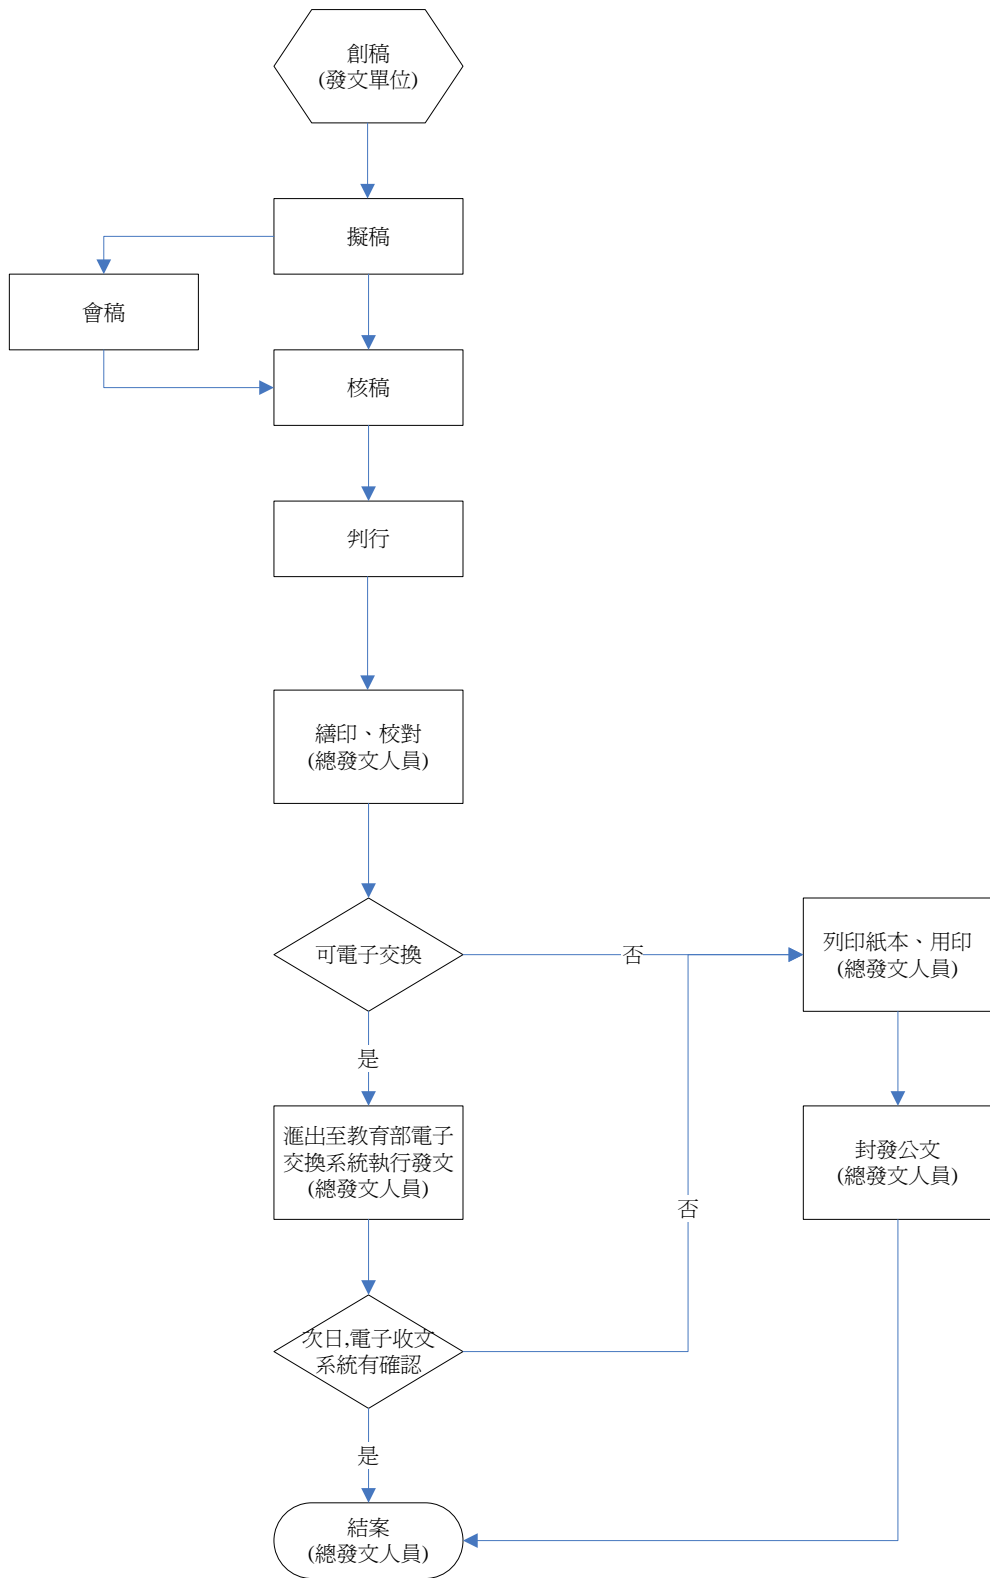 創稿
(發文單位)
擬稿
會稿
核稿
判行
繕印、校對
(總發文人員)
可電子交換
否
列印紙本、用印
(總發文人員)
是
滙出至教育部電子
交換系統執行發文
(總發文人員)
封發公文
(總發文人員)
否
次日,電子收文
系統有確認
是
結案
(總發文人員)